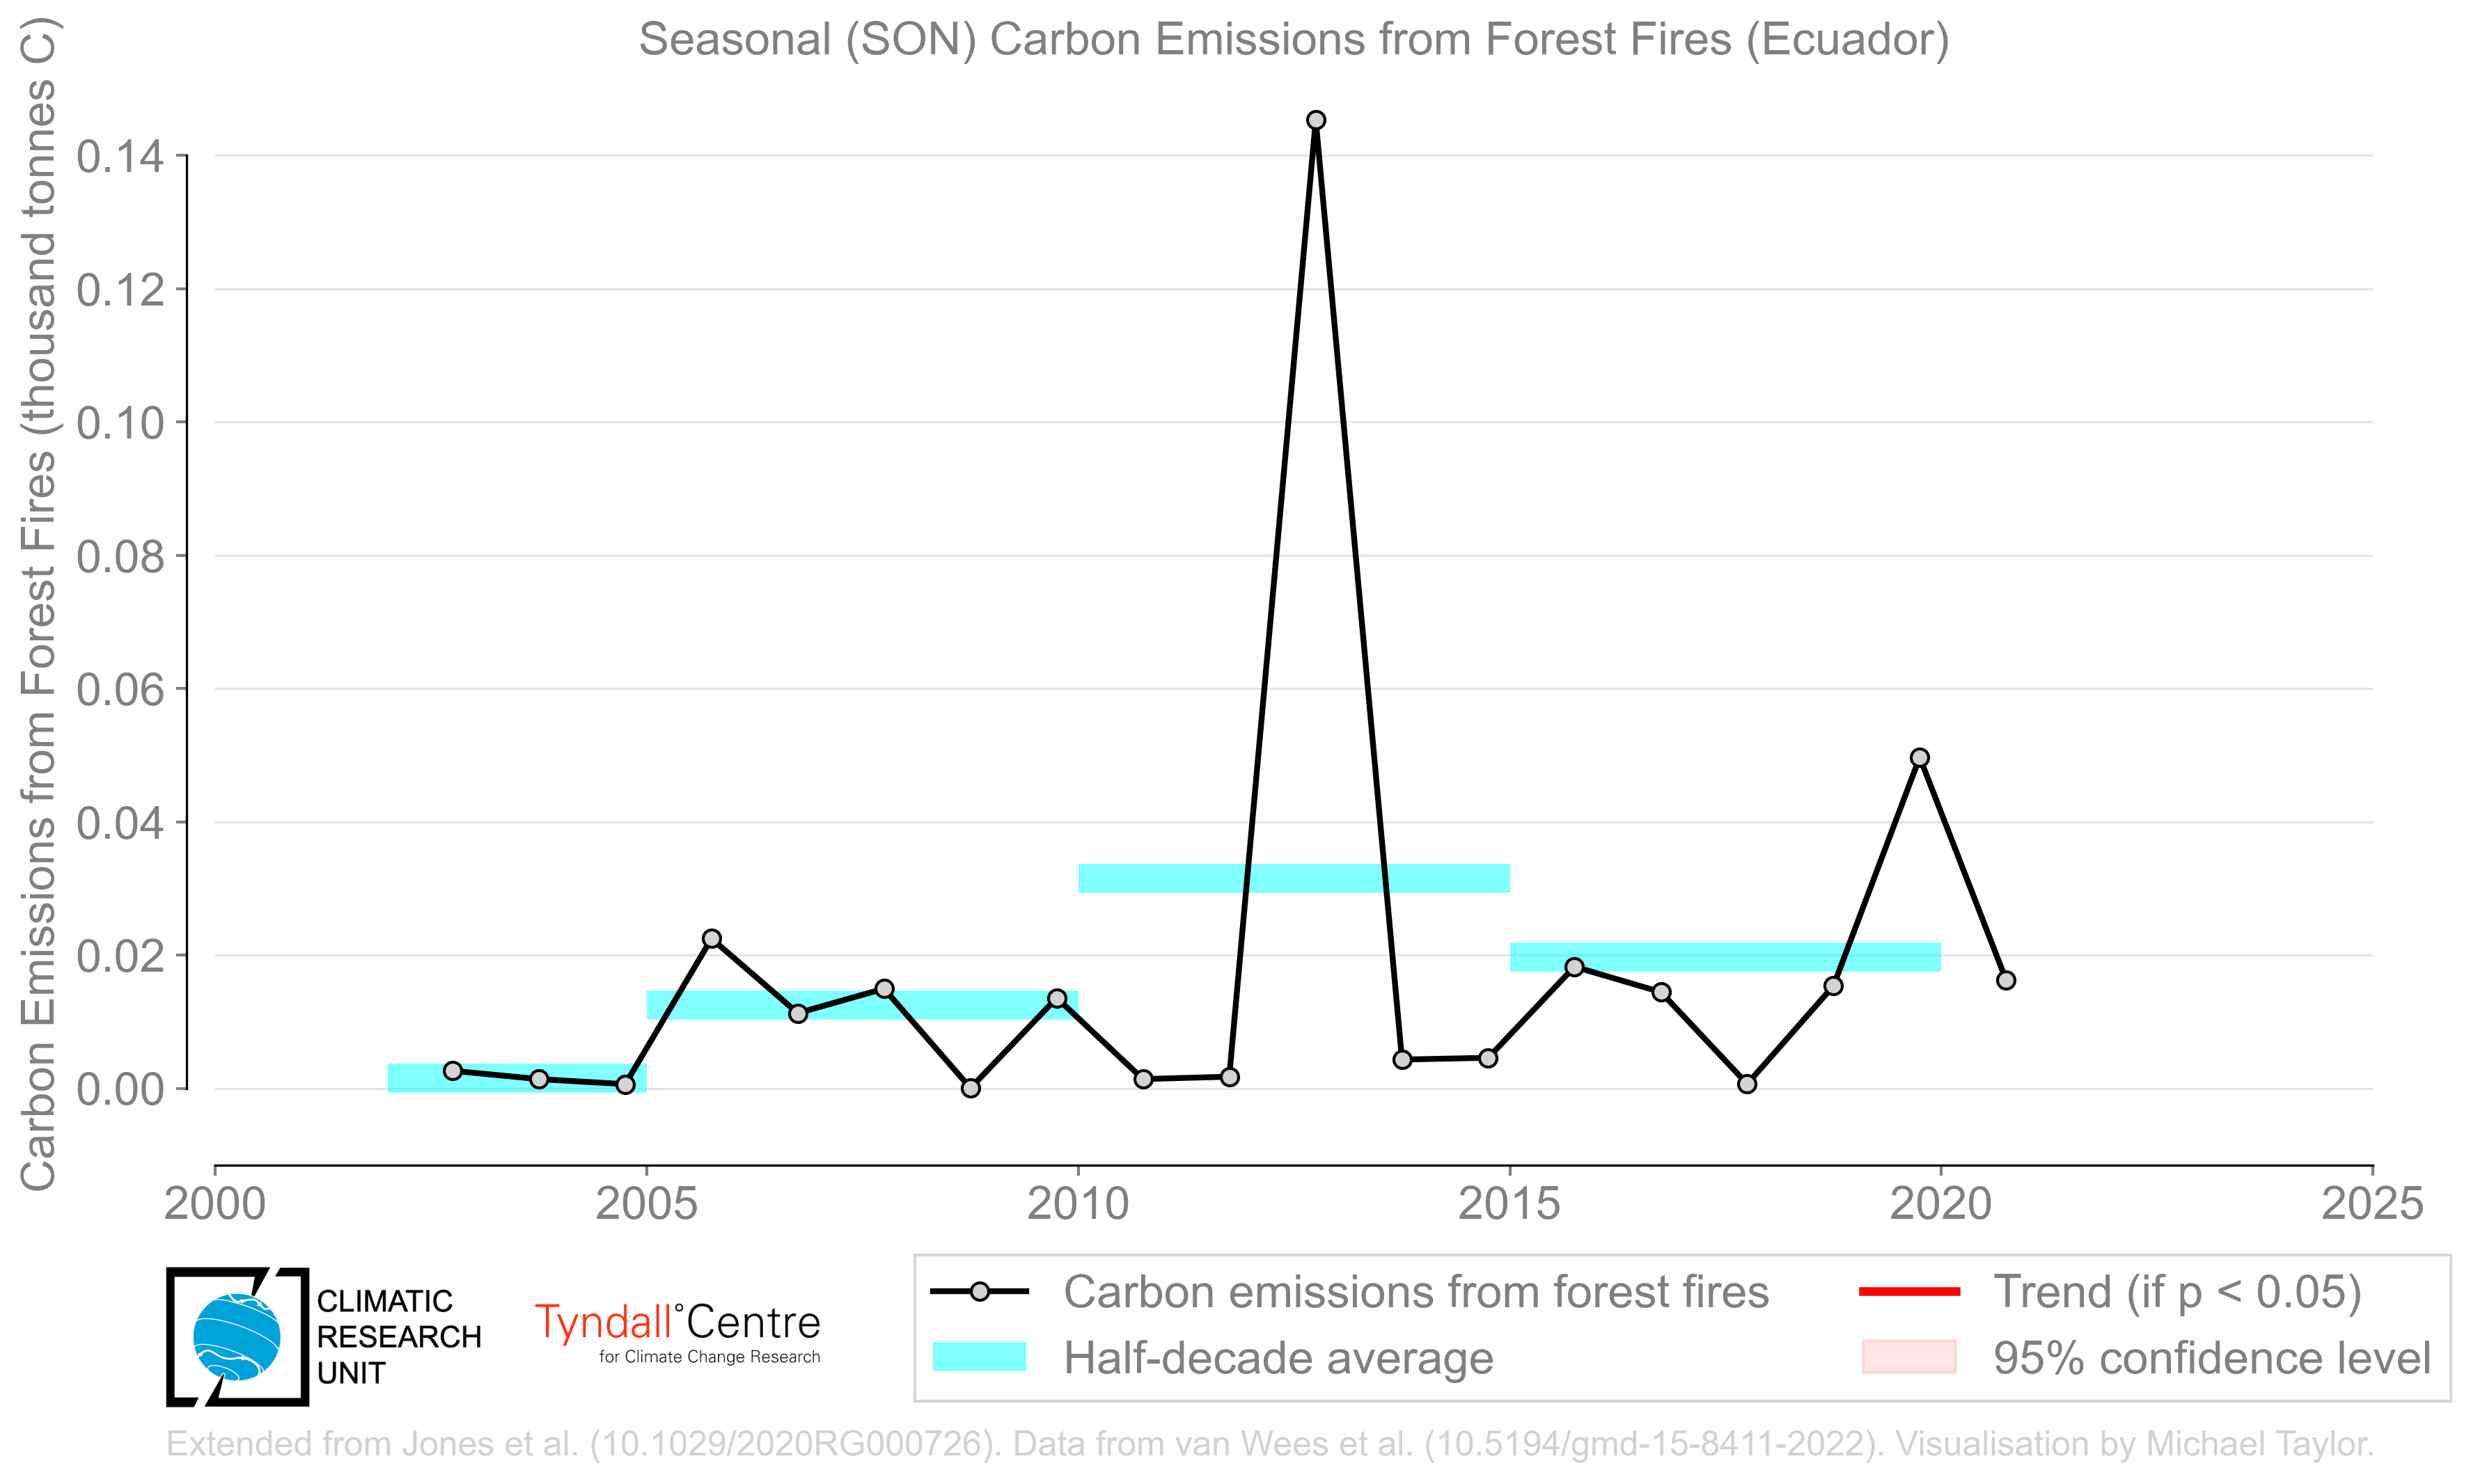 Seasonal (SON) Carbon Emissions from Forest Fires (Ecuador)
Carbon Emissions from Forest Fires (thousand tonnes C)
0.14
0.12
0.10
0.08
0.06
0.04
0.02
0.00
2000 2005 2010 2015 2020 2025
CLIMATIC
RESEARCH
UNIT
Tyndall°Centre
for Climate Change Research
Carbon emissions from forest fires
Half-decade average
Trend (if p < 0.05)
95% confidence level
Extended from Jones et al. (10.1029/2020RG000726). Data from van Wees et al. (10.5194/gmd-15-8411-2022). Visualisation by Michael Taylor.